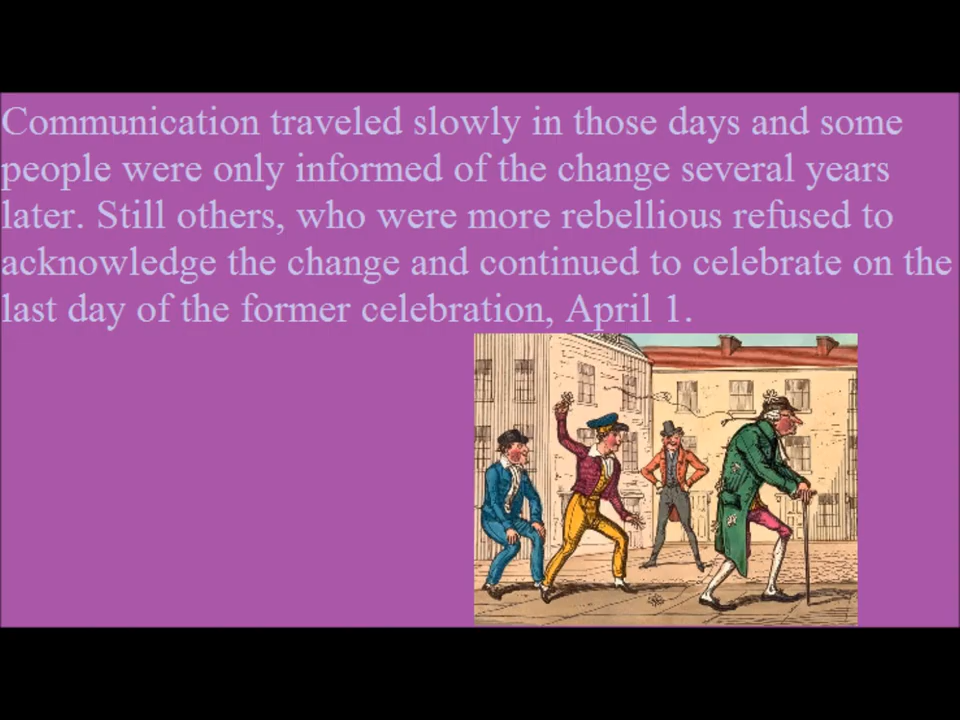 Communication traveled slowly in those days and some
people were only informed of the change several years
later. Still others, who were more rebellious refused to
acknowledge the change and continued to celebrate on the
last day of the former celebration, April 1.